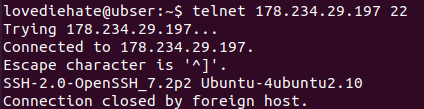 lovediehate@ubser:~$ telnet 178.234.29.197 22
Trying 178.234.29.197...
Connected to 178.234.29.197.
Escape character is '^]'.
SSH-2.0-OpenSSH_7.2p2 Ubuntu-4ubuntu2.10
Connection closed by foreign host.